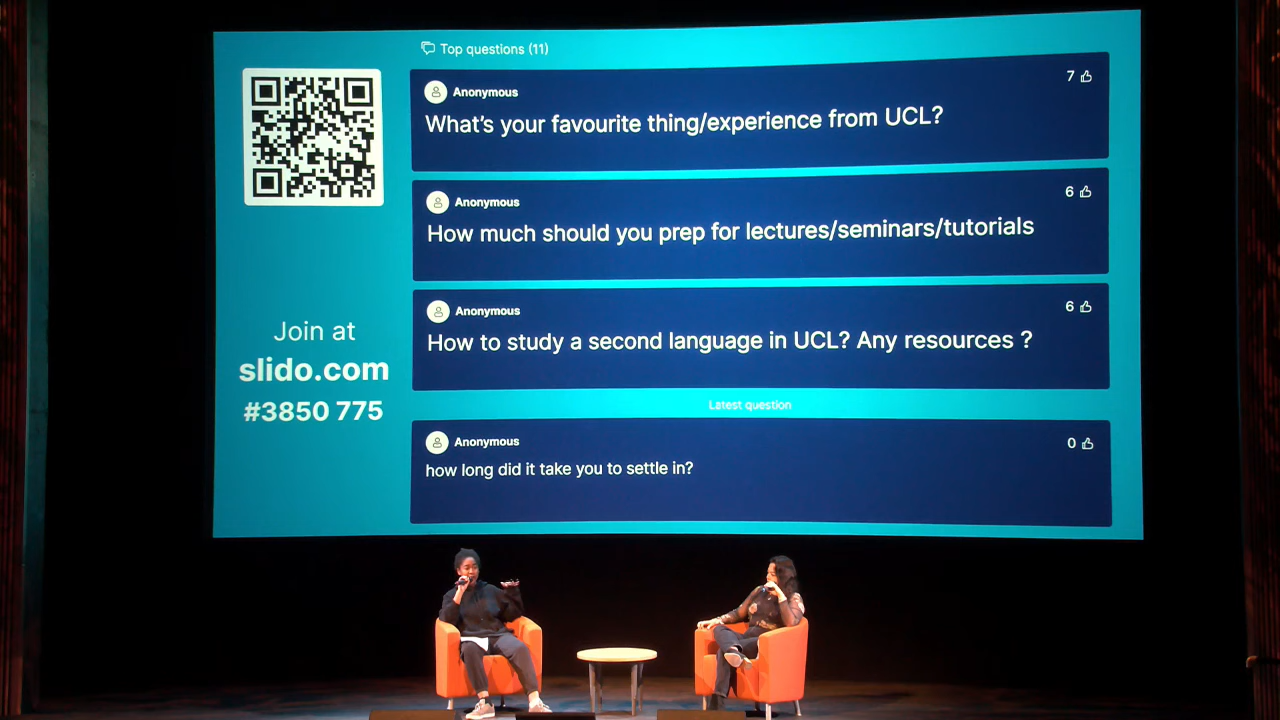 Top questions (11)
Anonymous
7
What's your favourite thing/experience from UCL?
Anonymous
6
How much should you prep for lectures/seminars/tutorials
Anonymous
6
How to study a second language in UCL? Any resources ?
Join at
slido.com
#3850 775
Latest question
Anonymous
0
how long did it take you to settle in?